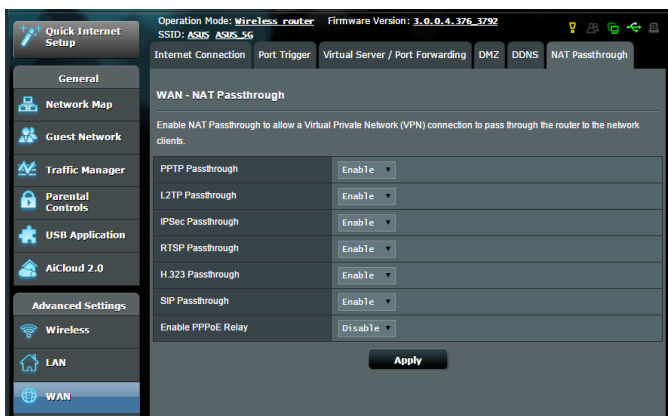 Quick Internet
Setup
Operation Mode: Wireless router Firmware Version: 3.0.0.4.376_3792
SSID: ASUS ASUS_5G
Internet Connection Port Trigger Virtual Server / Port Forwarding DMZ DDNS NAT Passthrough
General
Network Map
Guest Network
Traffic Manager
Parental
Controls
USB Application
AiCloud 2.0
Advanced Settings
Wireless
LAN
WAN
WAN - NAT Passthrough
Enable NAT Passthrough to allow a Virtual Private Network (VPN) connection to pass through the router to the network
clients.
PPTP Passthrough Enable
L2TP Passthrough Enable
IPSec Passthrough Enable
RTSP Passthrough Enable
H.323 Passthrough Enable
SIP Passthrough Enable
Enable PPPoE Relay Disable
Apply